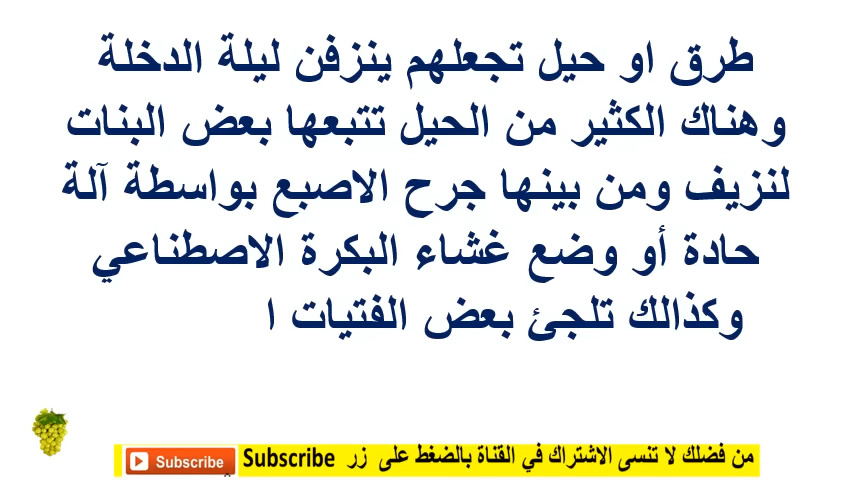 طرق او حيل تجعلهم ينزفن ليلة الدخلة
وهناك الكثير من الحيل تتبعها بعض البنات
لنزيف ومن بينها جرح الاصبع بواسطة آلة
حادة أو وضع غشاء البكرة الاصطناعي
وكذالك تلجئ بعض الفتيات ا
من فضلك لا تنسى الاشتراك في القناة بالضغط على زر Subscribe Subscribe